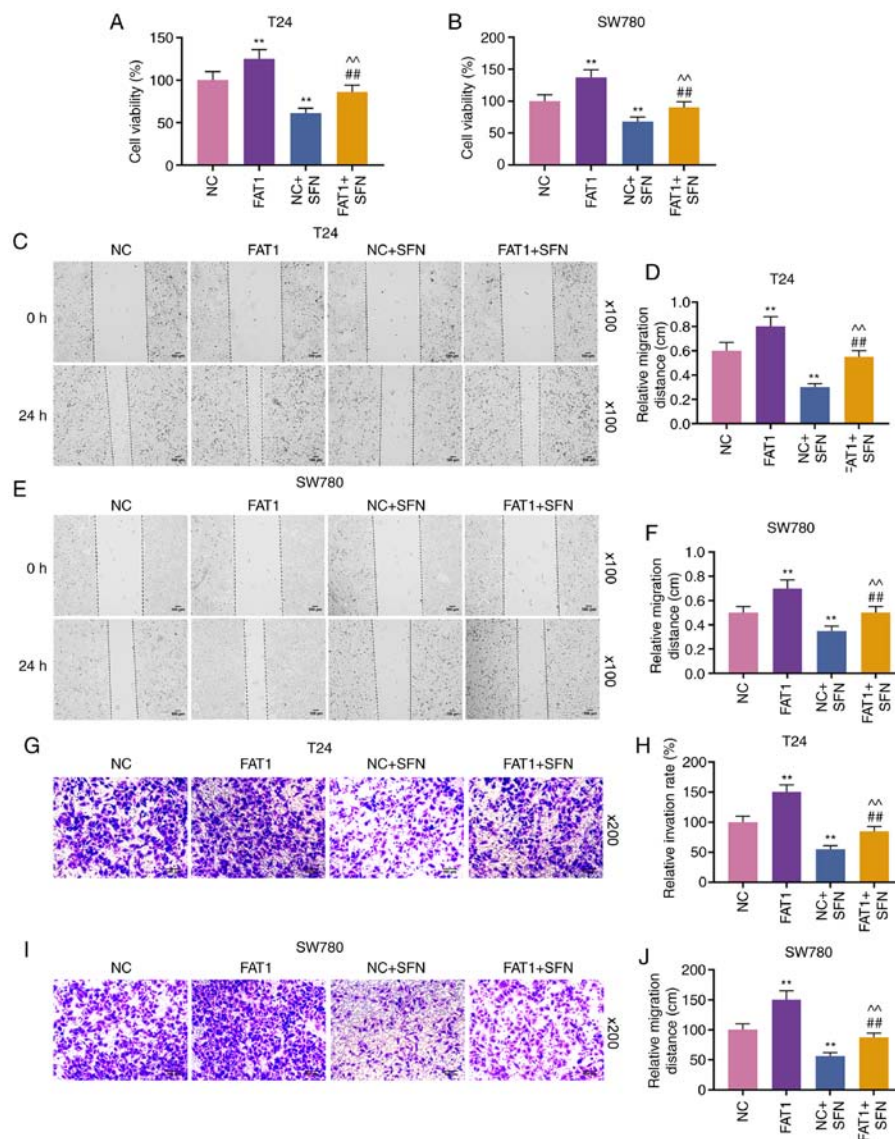 A
T24
Cell viability (%)
150
100
50
0
**
**
^^
##
NC
FAT1
NC+
SFN
FAT1+
SFN
B
SW780
Cell viability (%)
200
150
100
50
0
**
**
^^
##
NC
FAT1
NC+
SFN
FAT1+
SFN
C
T24
NC
FAT1
NC+SFN
FAT1+SFN
0 h
x100
24 h
x100
D
T24
Relative migration
distance (cm)
1.0
0.8
0.6
0.4
0.2
0.0
**
**
^^
##
NC
FAT1
NC+
SFN
FAT1+
SFN
E
SW780
NC
FAT1
NC+SFN
FAT1+SFN
0 h
x100
24 h
x100
F
SW780
Relative migration
distance (cm)
1.0
0.8
0.6
0.4
0.2
0.0
**
**
^^
##
NC
FAT1
NC+
SFN
FAT1+
SFN
G
T24
NC
FAT1
NC+SFN
FAT1+SFN
x200
H
T24
Relative invation rate (%)
200
150
100
50
0
**
**
^^
##
NC
FAT1
NC+
SFN
FAT1+
SFN
I
SW780
NC
FAT1
NC+SFN
FAT1+SFN
x200
J
SW780
Relative migration
distance (cm)
200
150
100
50
0
**
**
^^
##
NC
FAT1
NC+
SFN
FAT1+
SFN